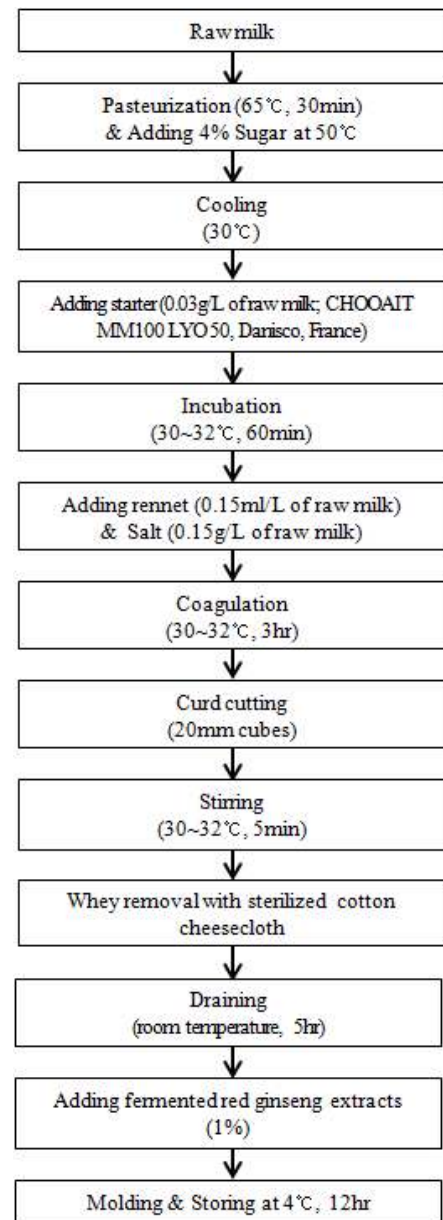 Raw milk
Pasteurization (65℃, 30min)
& Adding 4% Sugar at 50℃
Cooling
(30℃)
Adding starter (0.03g/L of raw milk; CHOOAIT
MM100 LYO 50, Danisco, France)
Incubation
(30~32℃, 60min)
Adding rennet (0.15ml/L of raw milk)
& Salt (0.15g/L of raw milk)
Coagulation
(30~32℃, 3hr)
Curd cutting
(20mm cubes)
Stirring
(30~32℃, 5min)
Whey removal with sterilized cotton
cheesecloth
Draining
(room temperature, 5hr)
Adding fermented red ginseng extracts
(1%)
Molding & Storing at 4℃, 12hr